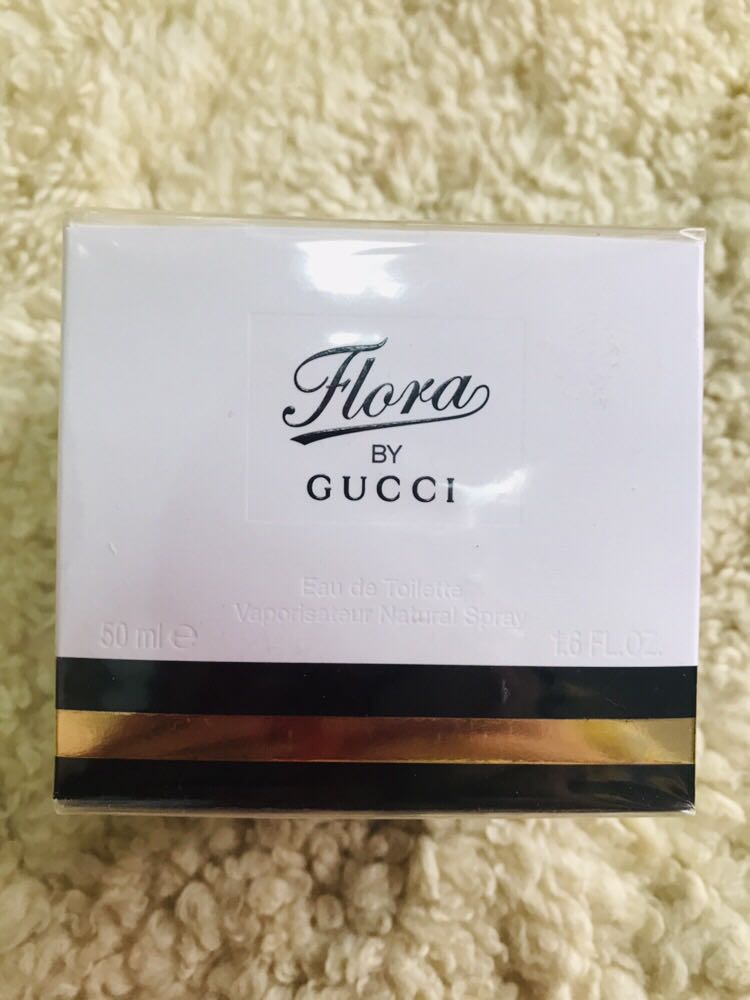 Flora
BY
GUCCI
Eau de Toilette
Vaporisateur Natural Spray
50 ml ℮
1.6 FL.OZ.